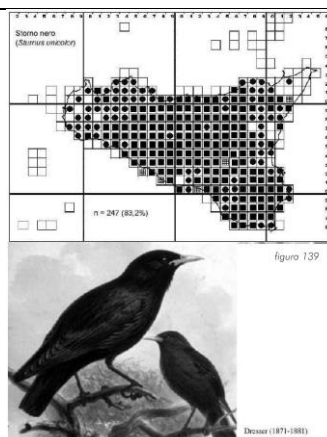 Storno nero
(Sturnus unicolor)
n = 247 (83,2%)
figura 139
Dresser (1871-1881)